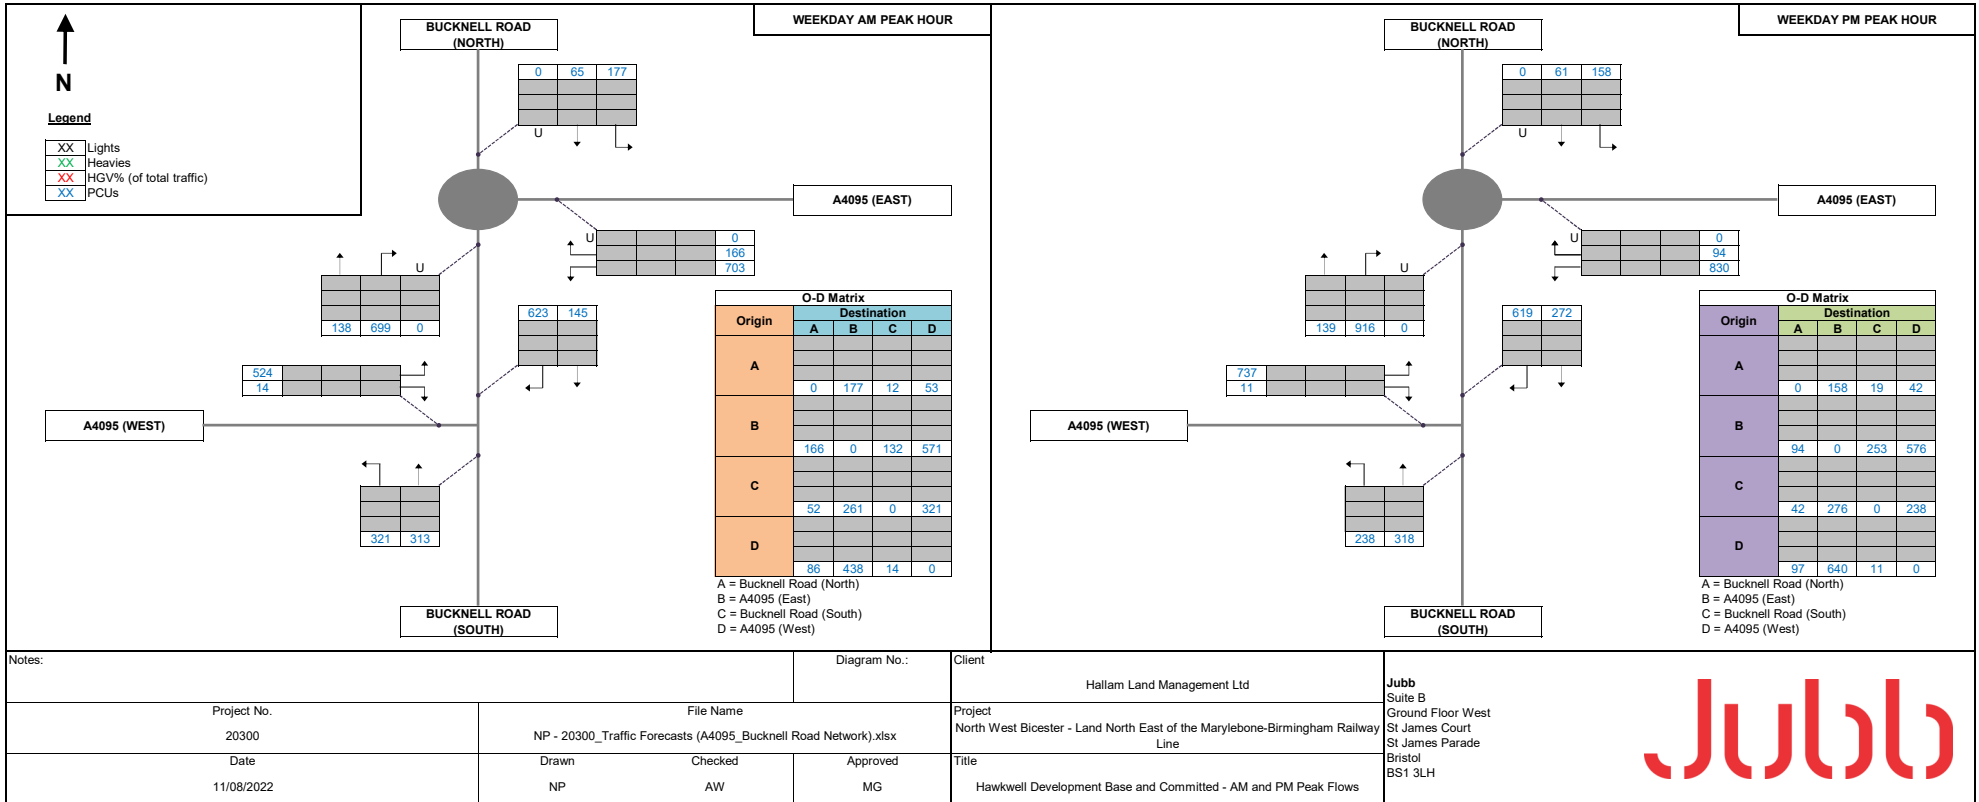 N
Legend
XX Lights
XX Heavies
XX HGV% (of total traffic)
XX PCUs
WEEKDAY AM PEAK HOUR
BUCKNELL ROAD
(NORTH)
0 65 177
U
A4095 (EAST)
U 0
166
703
U
138 699 0
623 145
524
14
A4095 (WEST)
321 313
BUCKNELL ROAD
(SOUTH)
O-D Matrix
Origin Destination
A B C D
A
0 177 12 53
B
166 0 132 571
C
52 261 0 321
D
86 438 14 0
A = Bucknell Road (North)
B = A4095 (East)
C = Bucknell Road (South)
D = A4095 (West)
WEEKDAY PM PEAK HOUR
BUCKNELL ROAD
(NORTH)
0 61 158
U
A4095 (EAST)
U 0
94
830
U
139 916 0
619 272
737
11
A4095 (WEST)
238 318
BUCKNELL ROAD
(SOUTH)
O-D Matrix
Origin Destination
A B C D
A
0 158 19 42
B
94 0 253 576
C
42 276 0 238
D
97 640 11 0
A = Bucknell Road (North)
B = A4095 (East)
C = Bucknell Road (South)
D = A4095 (West)
Notes:
Diagram No.:
Client
Hallam Land Management Ltd
Project No.
20300
File Name
NP - 20300_Traffic Forecasts (A4095_Bucknell Road Network).xlsx
Project
North West Bicester - Land North East of the Marylebone-Birmingham Railway
Line
Date
11/08/2022
Drawn
NP
Checked
AW
Approved
MG
Title
Hawkwell Development Base and Committed - AM and PM Peak Flows
Jubb
Suite B
Ground Floor West
St James Court
St James Parade
Bristol
BS1 3LH
Jubb